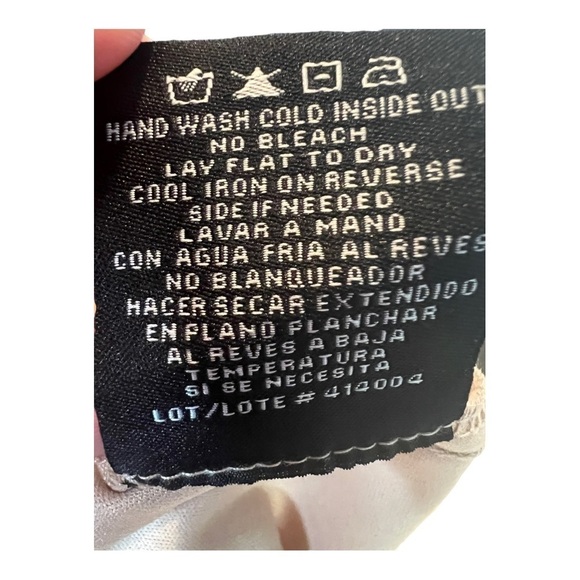 HAND WASH COLD INSIDE OUT
NO BLEACH
LAY FLAT TO DRY
COOL IRON ON REVERSE
SIDE IF NEEDED
LAVAR A MANO
CON AGUA FRIA AL REVES
NO BLANQUEADOR
HACER SECAR EXTENDIDO
EN PLANO PLANCHAR
AL REVES A BAJA
TEMPERATURA
SI SE NECESITA
LOT/LOTE # 414004